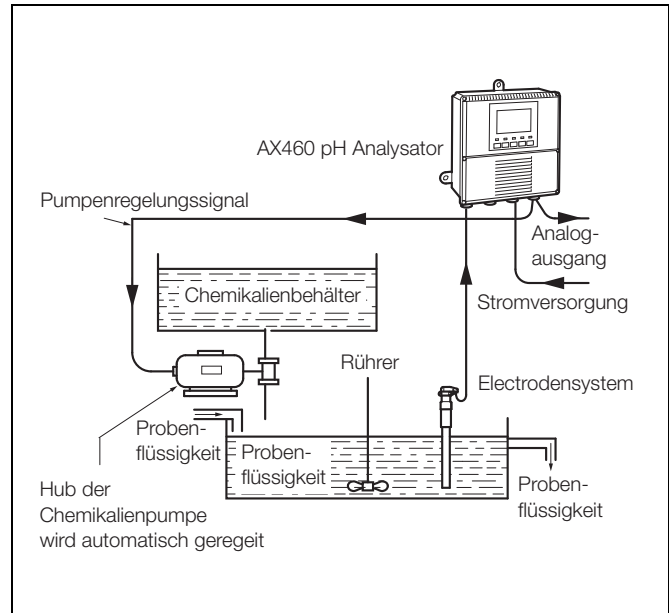 AX460 pH Analysator
Pumpenregelungssignal
Analog-
ausgang
Chemikalienbehälter
Stromversorgung
Rührer
Electrodensystem
Proben-
flüssigkeit
Proben-
flüssigkeit
Proben-
flüssigkeit
Hub der
Chemikalienpumpe
wird automatisch geregeit